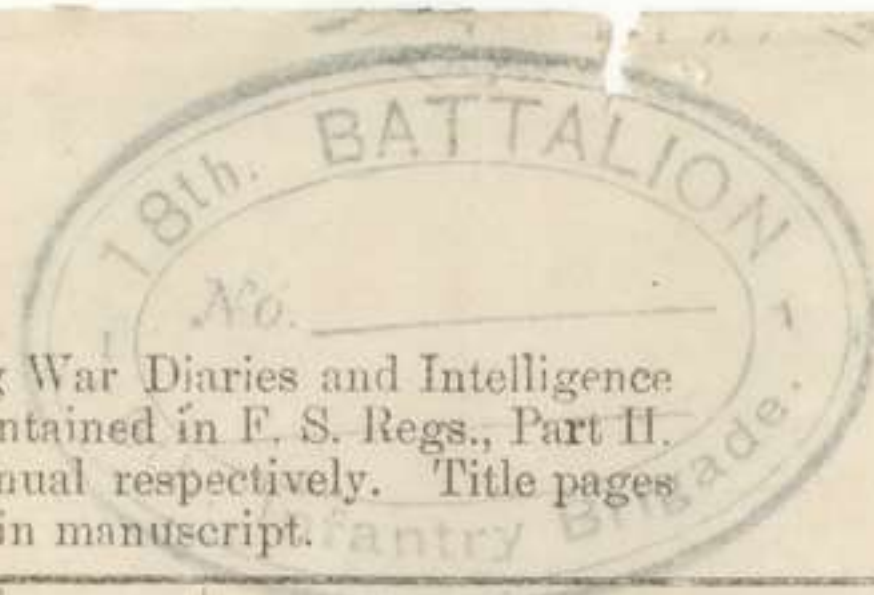 18th. BATTALION
No.
War Diaries and Intelligence
ntained in F. S. Regs., Part II.
nual respectively. Title pages
in manuscript.
Infantry Brigade.